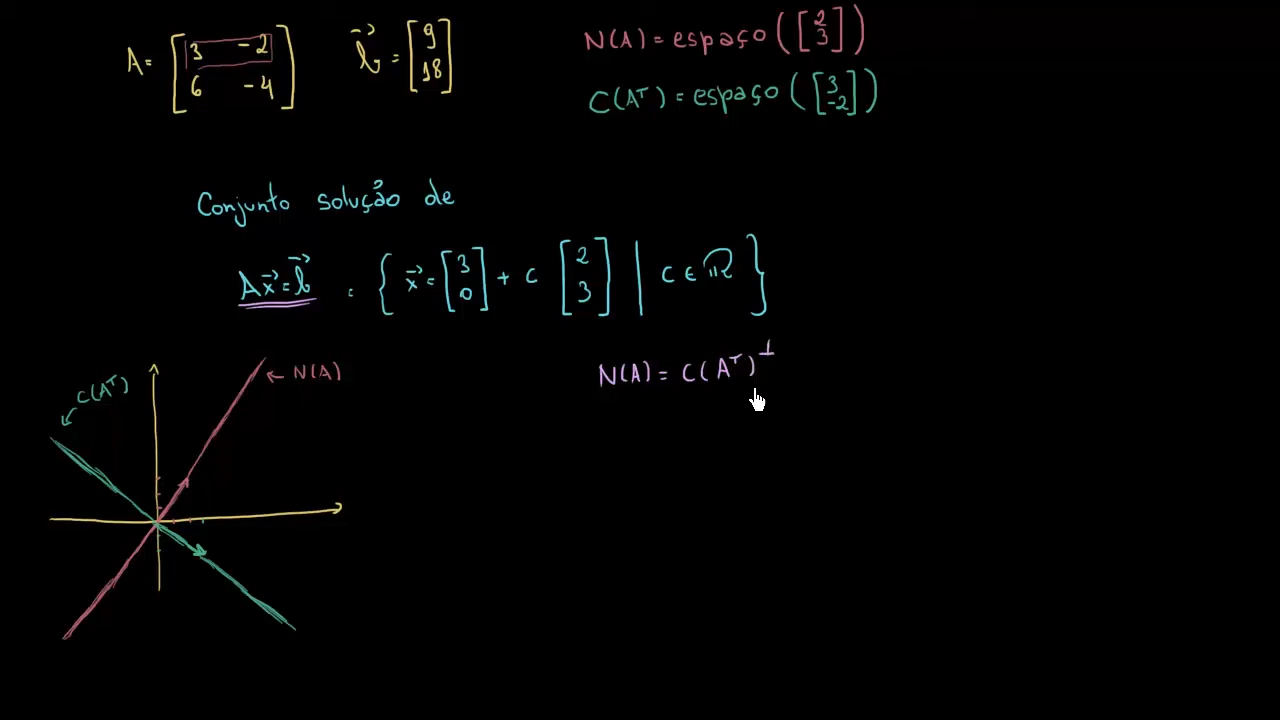 A = [3 -2; 6 -4]  b⃗ = [9; 18]
N(A) = espaço ([2; 3])
C(Aᵀ) = espaço ([3; -2])
Conjunto solução de
Ax⃗ = b⃗ = { x⃗ = [3; 0] + c [2; 3] | c ∈ ℝ }
N(A) = C(Aᵀ)^⊥
C(Aᵀ)
N(A)